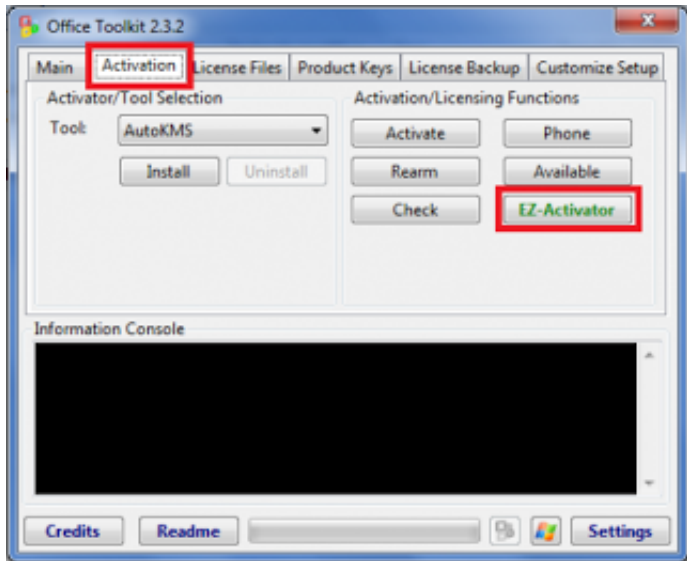 Office Toolkit 2.3.2
Main Activation License Files Product Keys License Backup Customize Setup
Activator/Tool Selection Activation/Licensing Functions
Tool: AutoKMS Activate Phone
Install Uninstall Rearm Available
Check EZ-Activator
Information Console
Credits Readme Settings